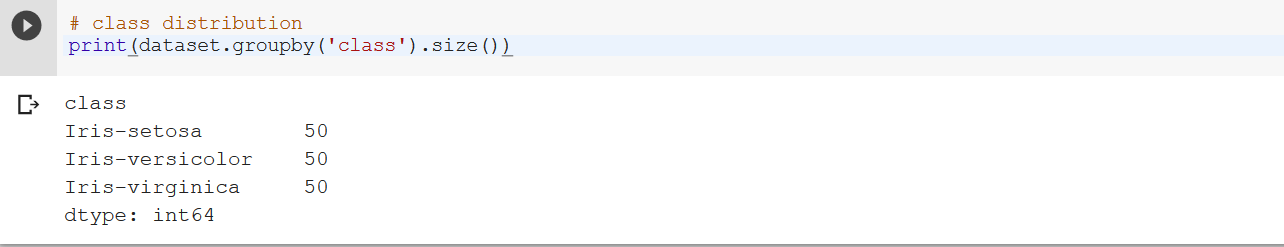 # class distribution
print(dataset.groupby('class').size())
class
Iris-setosa        50
Iris-versicolor    50
Iris-virginica     50
dtype: int64